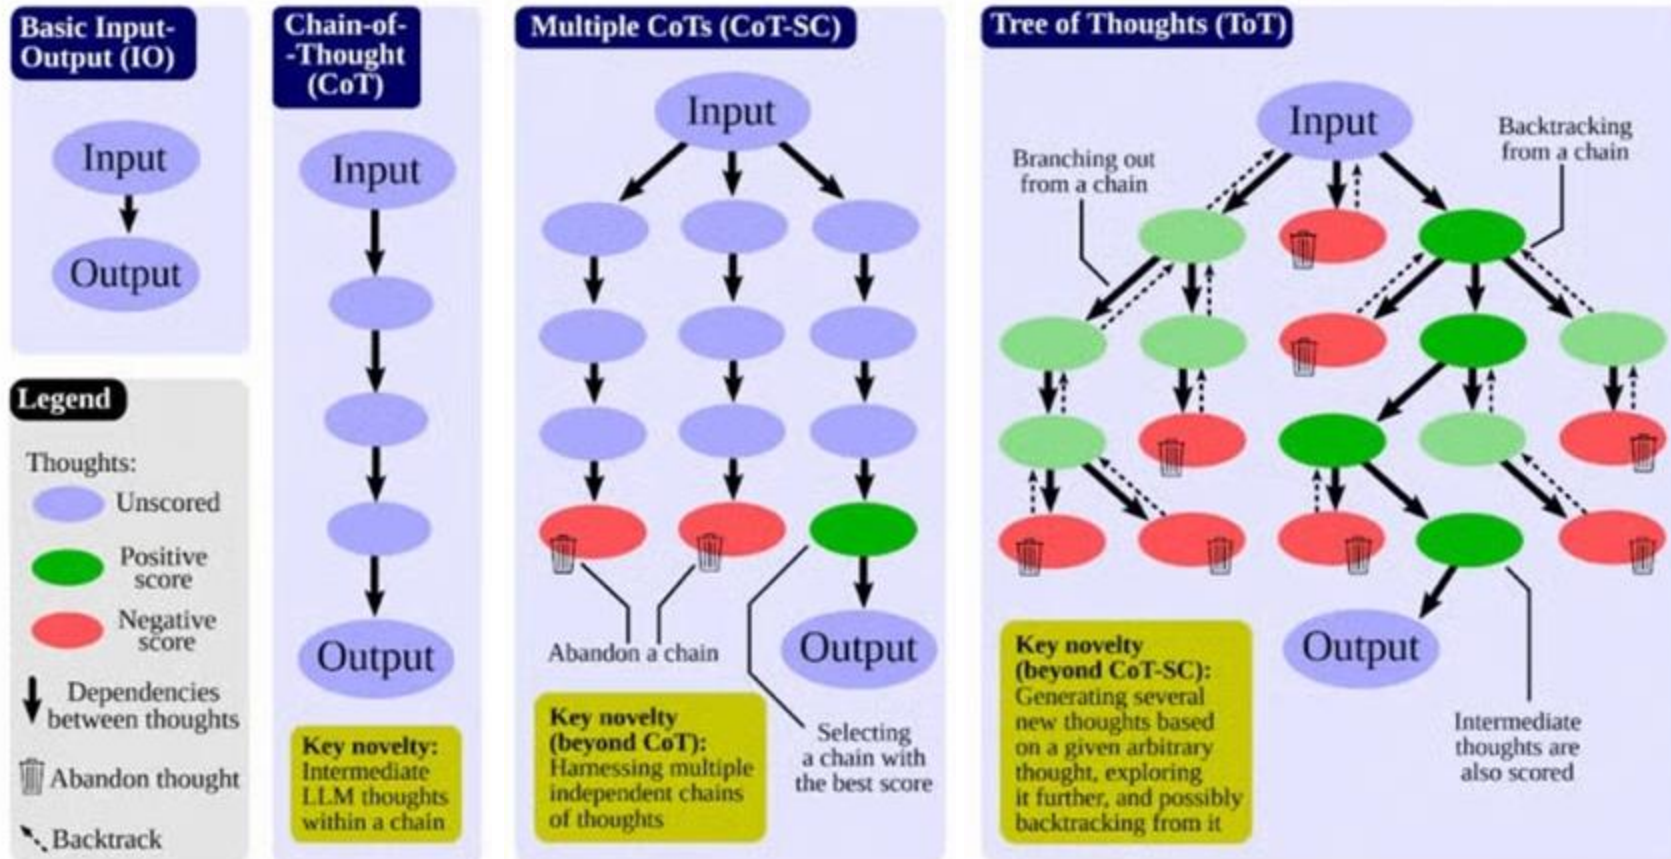 Basic Input-
Output (IO)
Input
Output
Legend
Thoughts:
Unscored
Positive
score
Negative
score
Dependencies
between thoughts
Abandon thought
Backtrack
Chain-of-
-Thought
(CoT)
Input
Output
Key novelty:
Intermediate
LLM thoughts
within a chain
Multiple CoTs (CoT-SC)
Input
Abandon a chain
Output
Key novelty
(beyond CoT):
Harnessing multiple
independent chains
of thoughts
Selecting
a chain with
the best score
Tree of Thoughts (ToT)
Input
Branching out
from a chain
Backtracking
from a chain
Output
Key novelty
(beyond CoT-SC):
Generating several
new thoughts based
on a given arbitrary
thought, exploring
it further, and possibly
backtracking from it
Intermediate
thoughts are
also scored